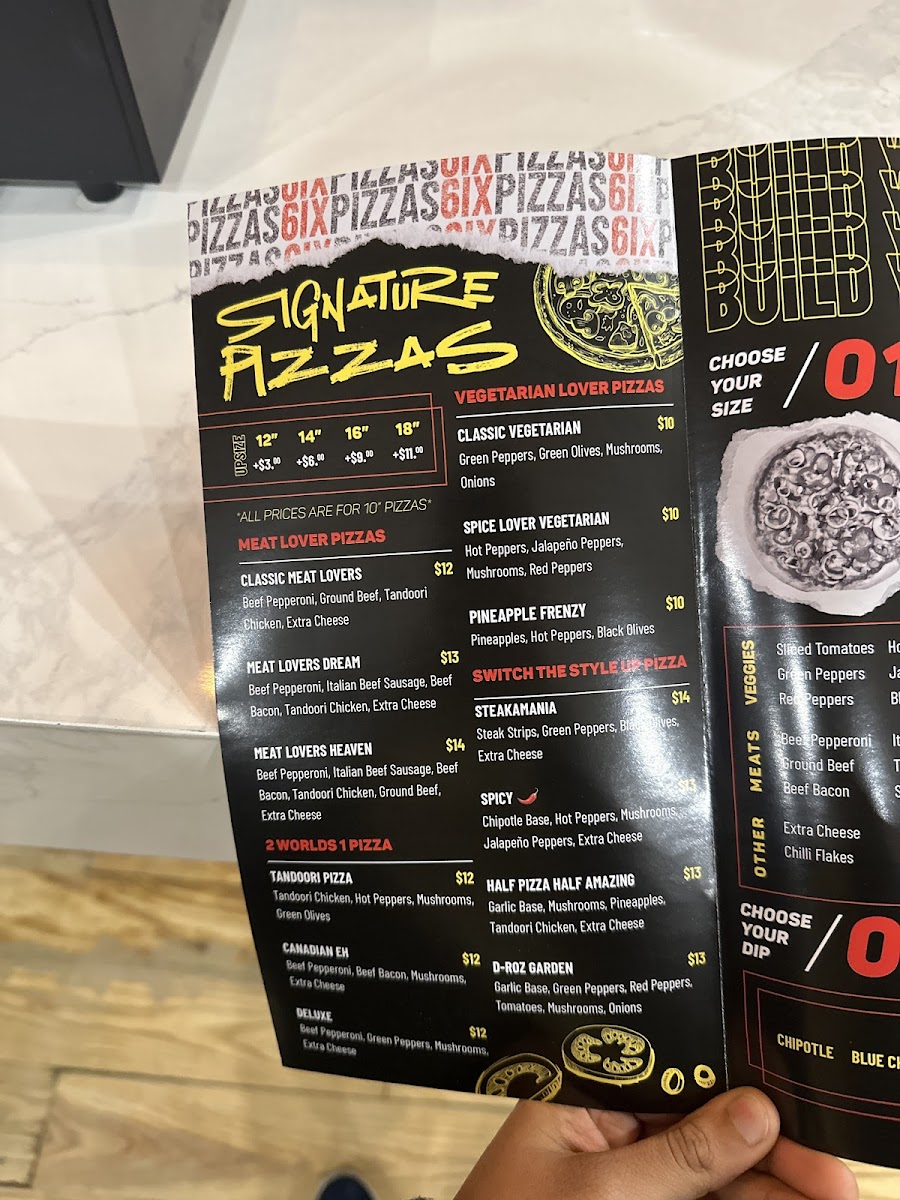 PIZZAS6IXPIZZAS6IX
PIZZAS6IXPIZZAS6IXP
PIZZAS6IXPIZZAS6IXP
SIGNATURE
PIZZAS
UPSIZE
12” 14” 16” 18”
+$3.00 +$6.00 +$9.00 +$11.00
*ALL PRICES ARE FOR 10” PIZZAS*
MEAT LOVER PIZZAS
CLASSIC MEAT LOVERS $12
Beef Pepperoni, Ground Beef, Tandoori
Chicken, Extra Cheese
MEAT LOVERS DREAM $13
Beef Pepperoni, Italian Beef Sausage, Beef
Bacon, Tandoori Chicken, Extra Cheese
MEAT LOVERS HEAVEN $14
Beef Pepperoni, Italian Beef Sausage, Beef
Bacon, Tandoori Chicken, Ground Beef,
Extra Cheese
2 WORLDS 1 PIZZA
TANDOORI PIZZA $12
Tandoori Chicken, Hot Peppers, Mushrooms,
Green Olives
CANADIAN EH $12
Beef Pepperoni, Beef Bacon, Mushrooms,
Extra Cheese
DELUXE $12
Beef Pepperoni, Green Peppers, Mushrooms,
Extra Cheese
VEGETARIAN LOVER PIZZAS
CLASSIC VEGETARIAN $10
Green Peppers, Green Olives, Mushrooms,
Onions
SPICE LOVER VEGETARIAN $10
Hot Peppers, Jalapeño Peppers,
Mushrooms, Red Peppers
PINEAPPLE FRENZY $10
Pineapples, Hot Peppers, Black Olives
SWITCH THE STYLE UP PIZZA
STEAKAMANIA $14
Steak Strips, Green Peppers, Black Olives,
Extra Cheese
SPICY $13
Chipotle Base, Hot Peppers, Mushrooms,
Jalapeño Peppers, Extra Cheese
HALF PIZZA HALF AMAZING $13
Garlic Base, Mushrooms, Pineapples,
Tandoori Chicken, Extra Cheese
D-ROZ GARDEN $13
Garlic Base, Green Peppers, Red Peppers,
Tomatoes, Mushrooms, Onions
BUILD
BUILD
BUILD
BUILD
BUILD
CHOOSE
YOUR
SIZE
/ 01
VEGGIES
Sliced Tomatoes
Green Peppers
Red Peppers
MEATS
Beef Pepperoni
Ground Beef
Beef Bacon
OTHER
Extra Cheese
Chilli Flakes
CHOOSE
YOUR
DIP
/ 0
CHIPOTLE BLUE